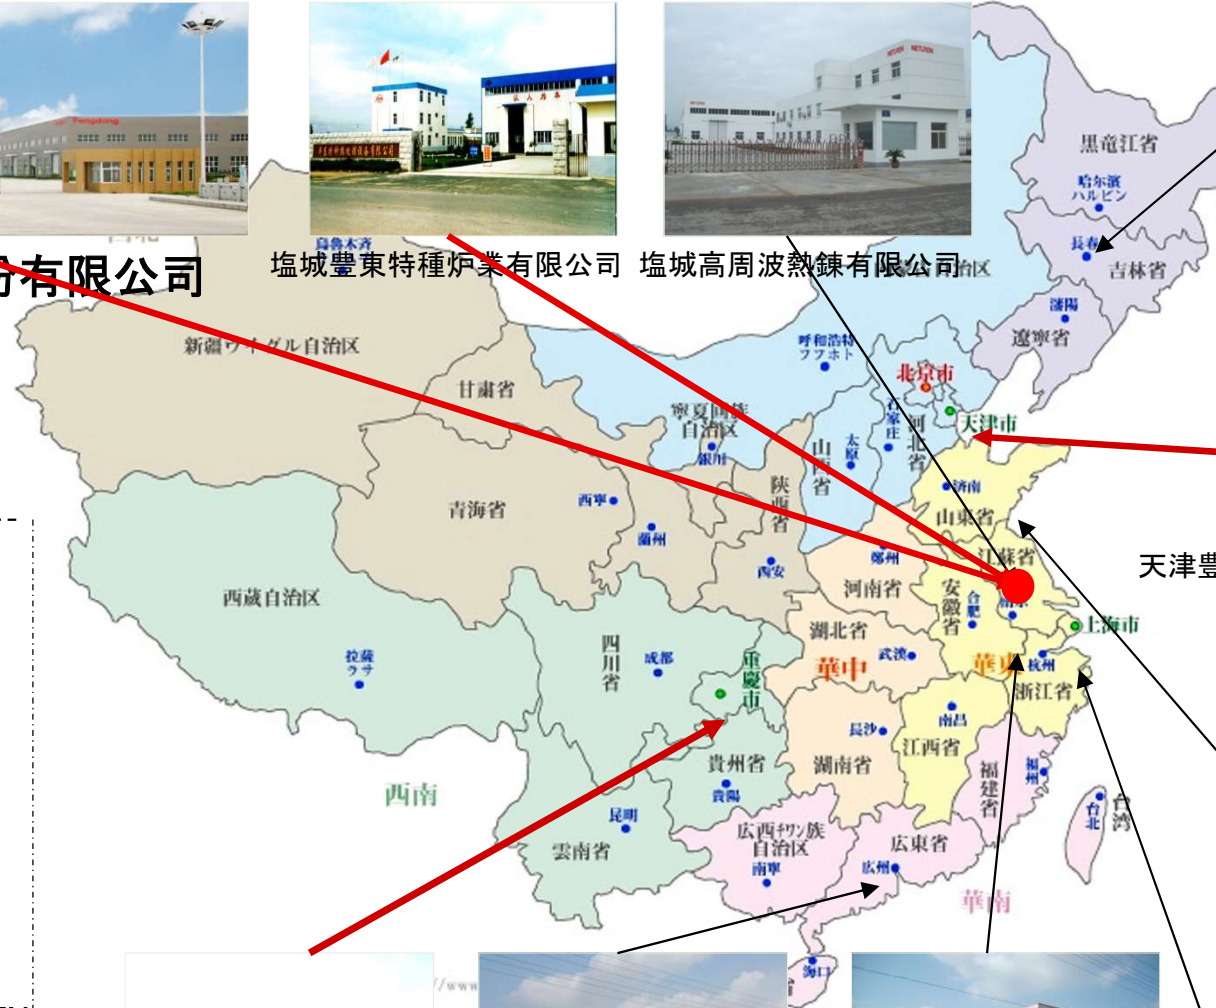 Fengdong
NETUREN NETUREN
黒竜江省
哈尔濱
ハルビン
長春
吉林省
瀋陽
遼寧省
份有限公司
烏魯木斉
塩城豊東特種炉業有限公司
塩城高周波熱錬有限公司
自治区
新疆ウイグル自治区
甘粛省
呼和浩特
フフホト
北京市
天津市
石家庄
河北省
寧夏回族
自治区
銀川
山西省
太原
済南
山東省
陝西省
青海省
西寧
蘭州
西安
鄭州
河南省
江蘇省
安徽省
合肥
天津豊
上海市
西蔵自治区
拉薩
ラサ
四川省
成都
重慶市
湖北省
華中
武漢
華東
杭州
浙江省
南昌
江西省
長沙
湖南省
貴州省
貴陽
西南
昆明
雲南省
福建省
福州
台北
台湾
広西チワン族
自治区
南寧
広東省
広州
華南
海口
省
//www